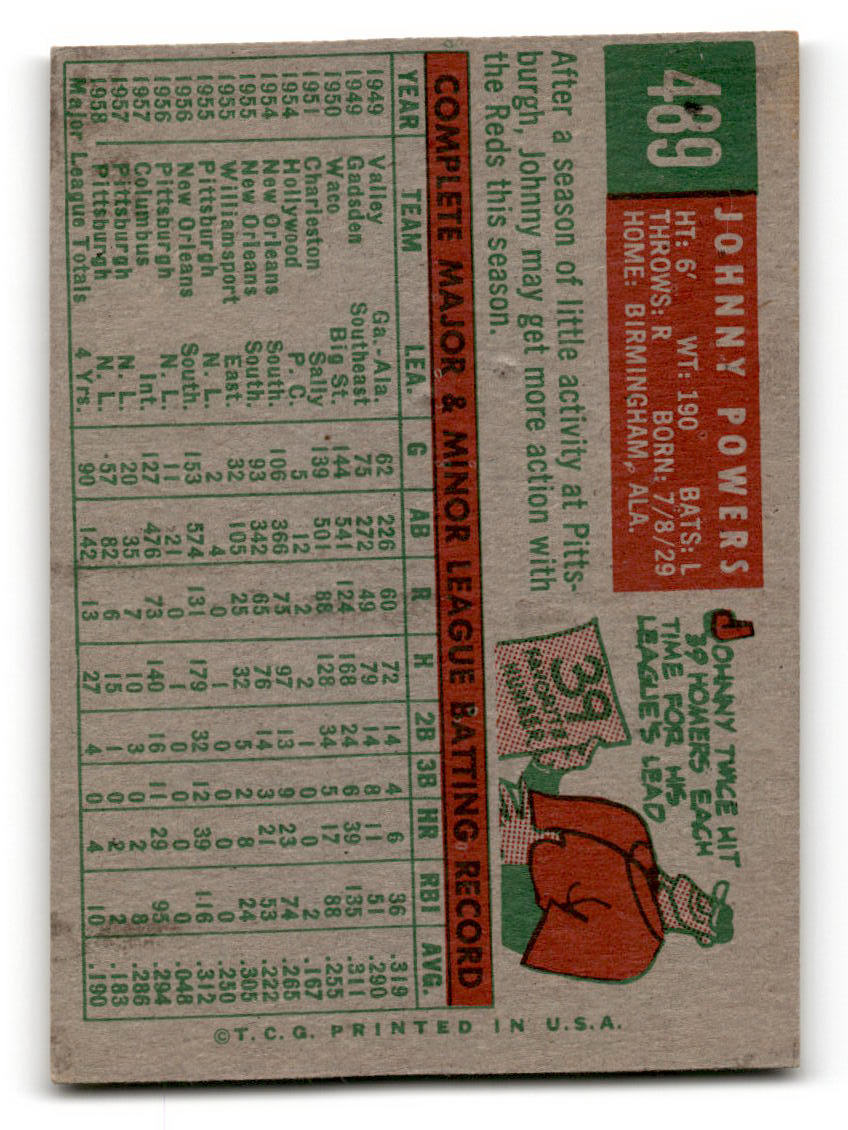 489
JOHNNY POWERS
HT: 6' WT: 190 BATS: L
THROWS: R BORN: 7/8/29
HOME: BIRMINGHAM, ALA.
JOHNNY TWICE HIT
39 HOMERS EACH
TIME FOR HIS
LEAGUE'S LEAD
39
FAVORITE
NUMBER
After a season of little activity at Pitts-
burgh, Johnny may get more action with
the Reds this season.
COMPLETE MAJOR & MINOR LEAGUE BATTING RECORD
YEAR TEAM LEA. G AB R H 2B 3B HR RBI AVG.
1949 Valley Ga.-Ala. 62 226 60 72 14 4 6 36 .319
1949 Gadsden Southeast 75 272 49 79 14 8 11 51 .290
1950 Waco Big St. 144 541 124 168 24 6 39 135 .311
1951 Charleston Sally 139 501 88 128 34 5 17 88 .255
1954 Hollywood P. C. 5 12 2 2 1 0 0 2 .167
1954 New Orleans South. 106 366 75 97 13 9 23 74 .265
1955 New Orleans South. 93 342 65 76 14 3 21 53 .222
1955 Williamsport East. 32 105 25 32 5 2 8 24 .305
1955 Pittsburgh N. L. 2 4 0 1 0 0 0 0 .250
1956 New Orleans South. 153 574 131 179 32 12 39 116 .312
1956 Pittsburgh N. L. 11 21 0 1 0 0 0 0 .048
1957 Columbus Int. 127 476 73 140 16 11 29 95 .294
1957 Pittsburgh N. L. 20 35 7 10 3 0 2 8 .286
1958 Pittsburgh N. L. 57 82 6 15 1 0 2 2 .183
Major League Totals 4 Yrs. 90 142 13 27 4 0 4 10 .190
©T.C.G. PRINTED IN U.S.A.